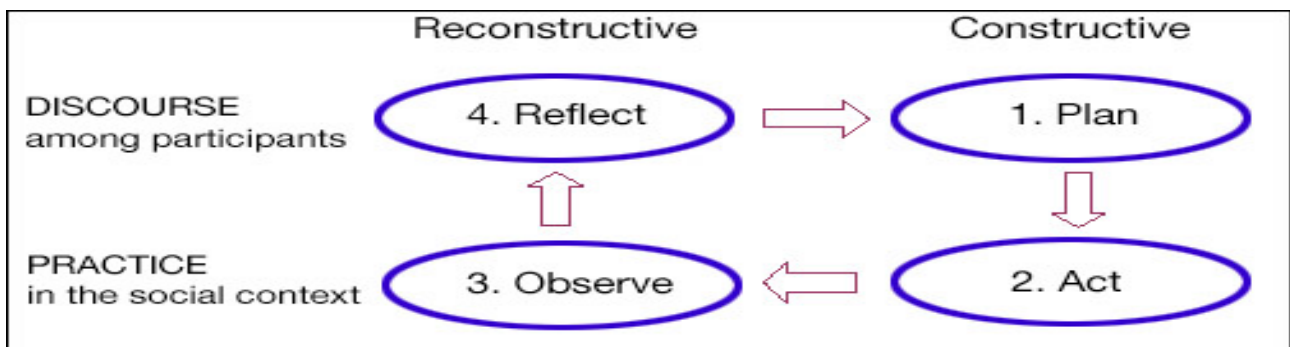 Reconstructive Constructive
DISCOURSE
among participants
4. Reflect
1. Plan
PRACTICE
in the social context
3. Observe
2. Act